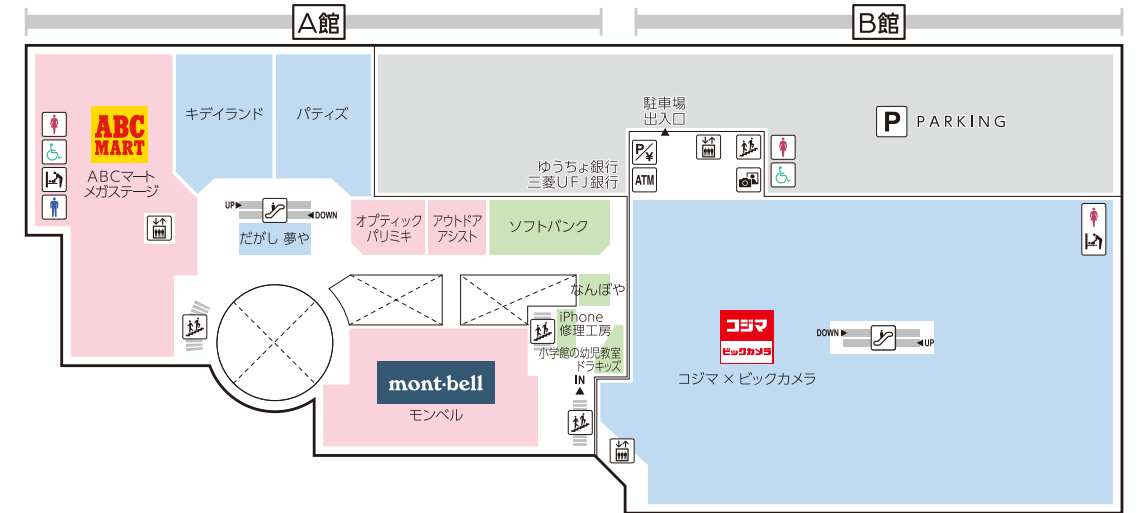 A館
B館
ABC
MART
ABCマート
メガステージ
キデイランド
パティズ
駐車場
出入口
P PARKING
ゆうちょ銀行
三菱UFJ銀行
P/¥
ATM
UP
DOWN
だがし 夢や
オプティック
パリミキ
アウトドア
アシスト
ソフトバンク
なんぼや
iPhone
修理工房
小学館の幼児教室
ドラキッズ
IN
mont·bell
モンベル
コジマ
ビックカメラ
コジマ×ビックカメラ
DOWN
UP